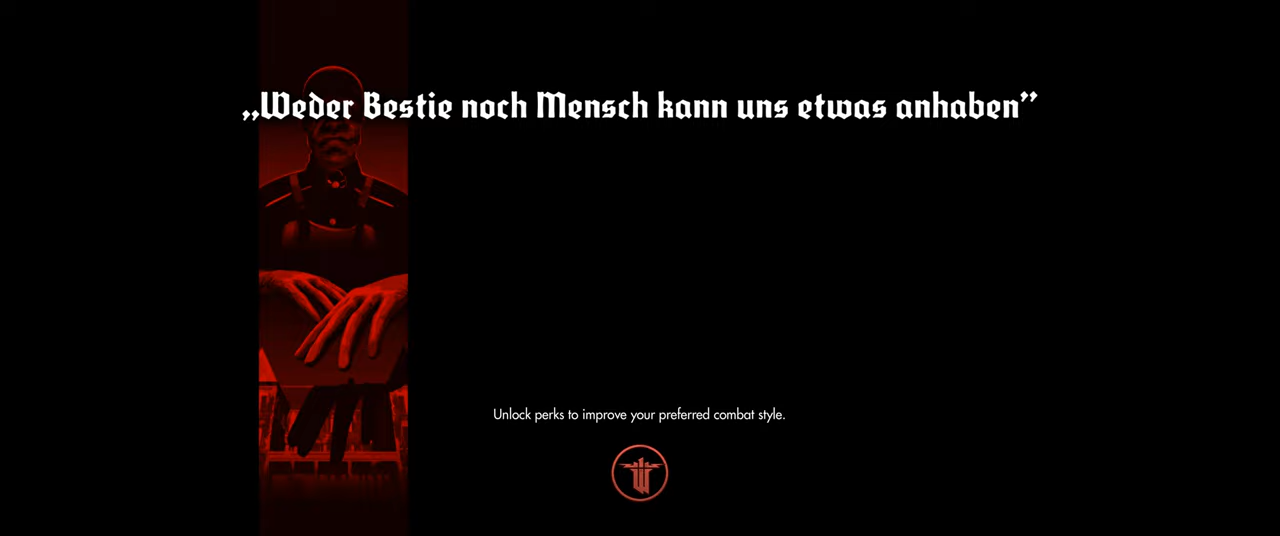 „Weder Bestie noch Mensch kann uns etwas anhaben”
Unlock perks to improve your preferred combat style.